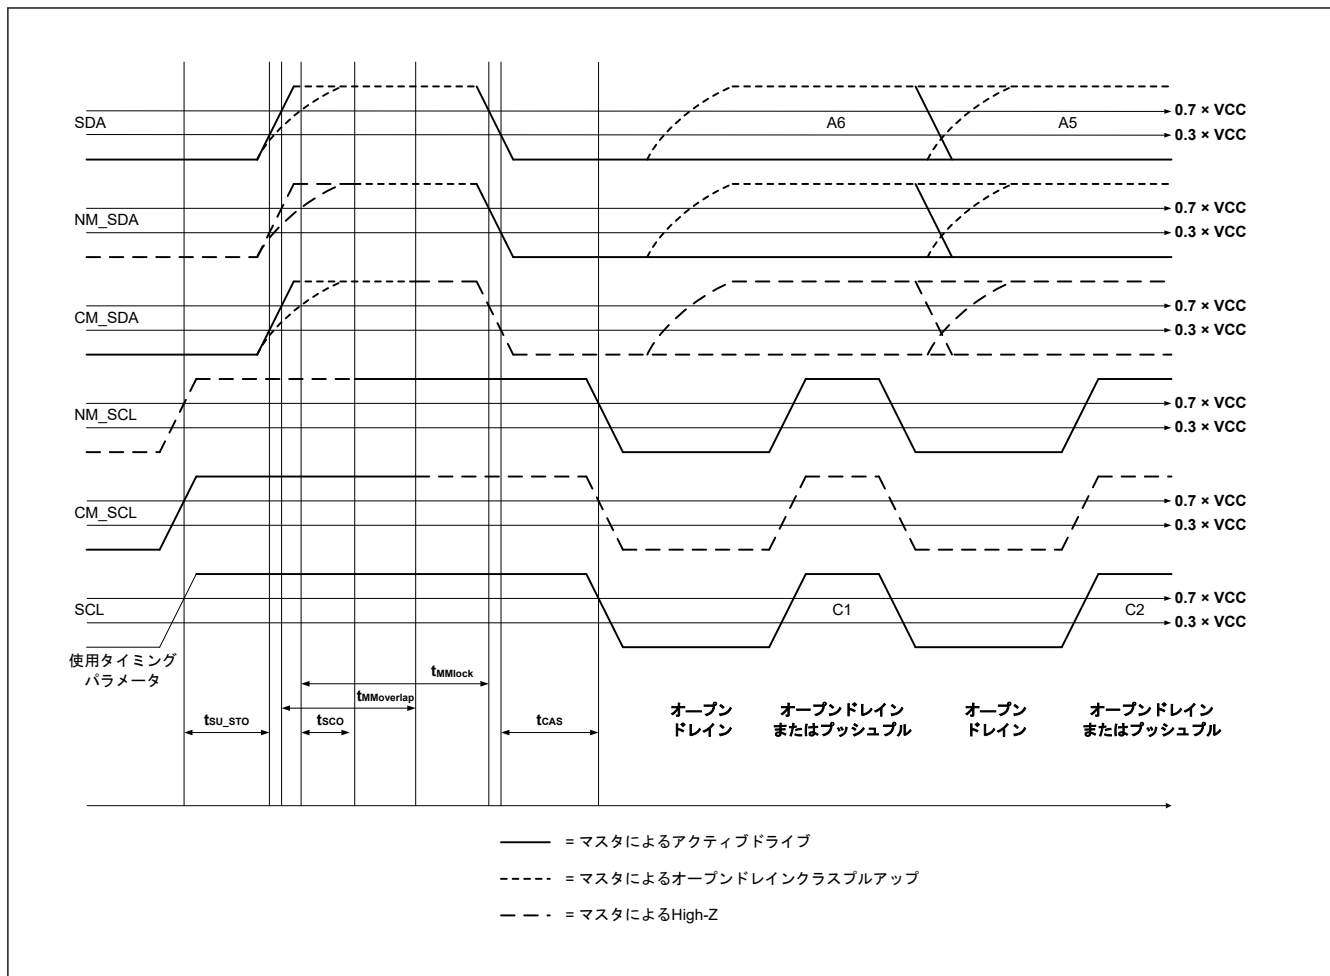 SDA
A6
A5
0.7 × VCC
0.3 × VCC
NM_SDA
0.7 × VCC
0.3 × VCC
CM_SDA
0.7 × VCC
0.3 × VCC
NM_SCL
0.7 × VCC
0.3 × VCC
CM_SCL
0.7 × VCC
0.3 × VCC
SCL
C1
C2
0.7 × VCC
0.3 × VCC
使用タイミング
パラメータ
tMMlock
tMMoverlap
tSU_STO
tSCO
tCAS
オープン
ドレイン
オープンドレイン
またはプッシュプル
オープン
ドレイン
オープンドレイン
またはプッシュプル
= マスタによるアクティブドライブ
= マスタによるオープンドレインクラスプルアップ
= マスタによるHigh-Z